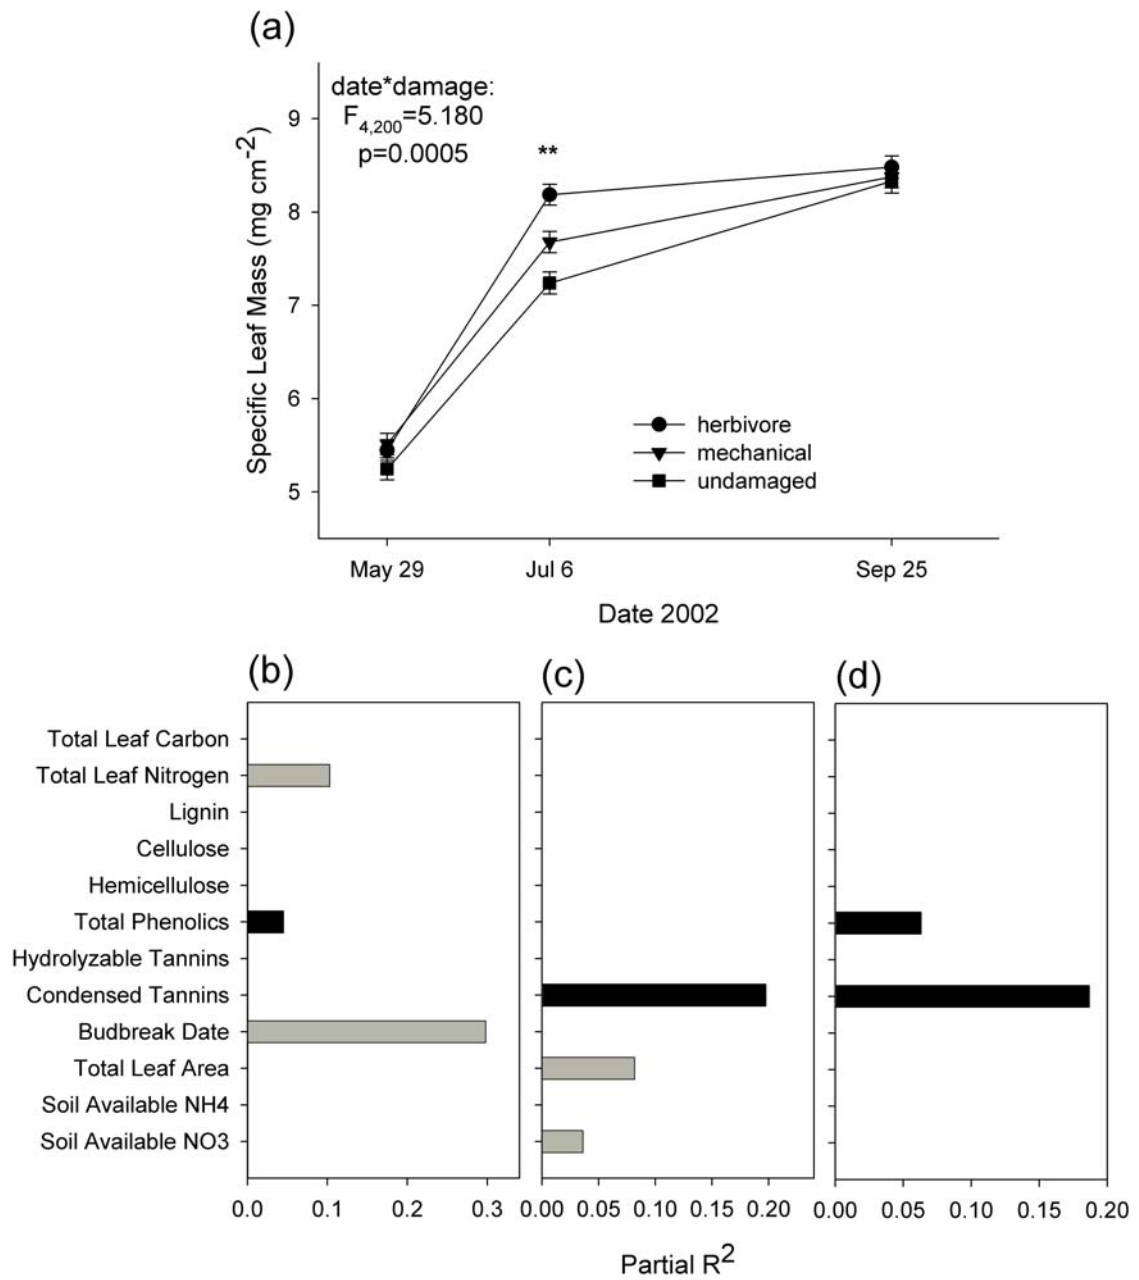 (a)
date*damage:
F4,200=5.180
p=0.0005
**
Specific Leaf Mass (mg cm-2)
9
8
7
6
5
herbivore
mechanical
undamaged
May 29 Jul 6 Sep 25
Date 2002
(b) (c) (d)
Total Leaf Carbon
Total Leaf Nitrogen
Lignin
Cellulose
Hemicellulose
Total Phenolics
Hydrolyzable Tannins
Condensed Tannins
Budbreak Date
Total Leaf Area
Soil Available NH4
Soil Available NO3
0.0 0.1 0.2 0.3 0.00 0.05 0.10 0.15 0.20 0.00 0.05 0.10 0.15 0.20
Partial R2